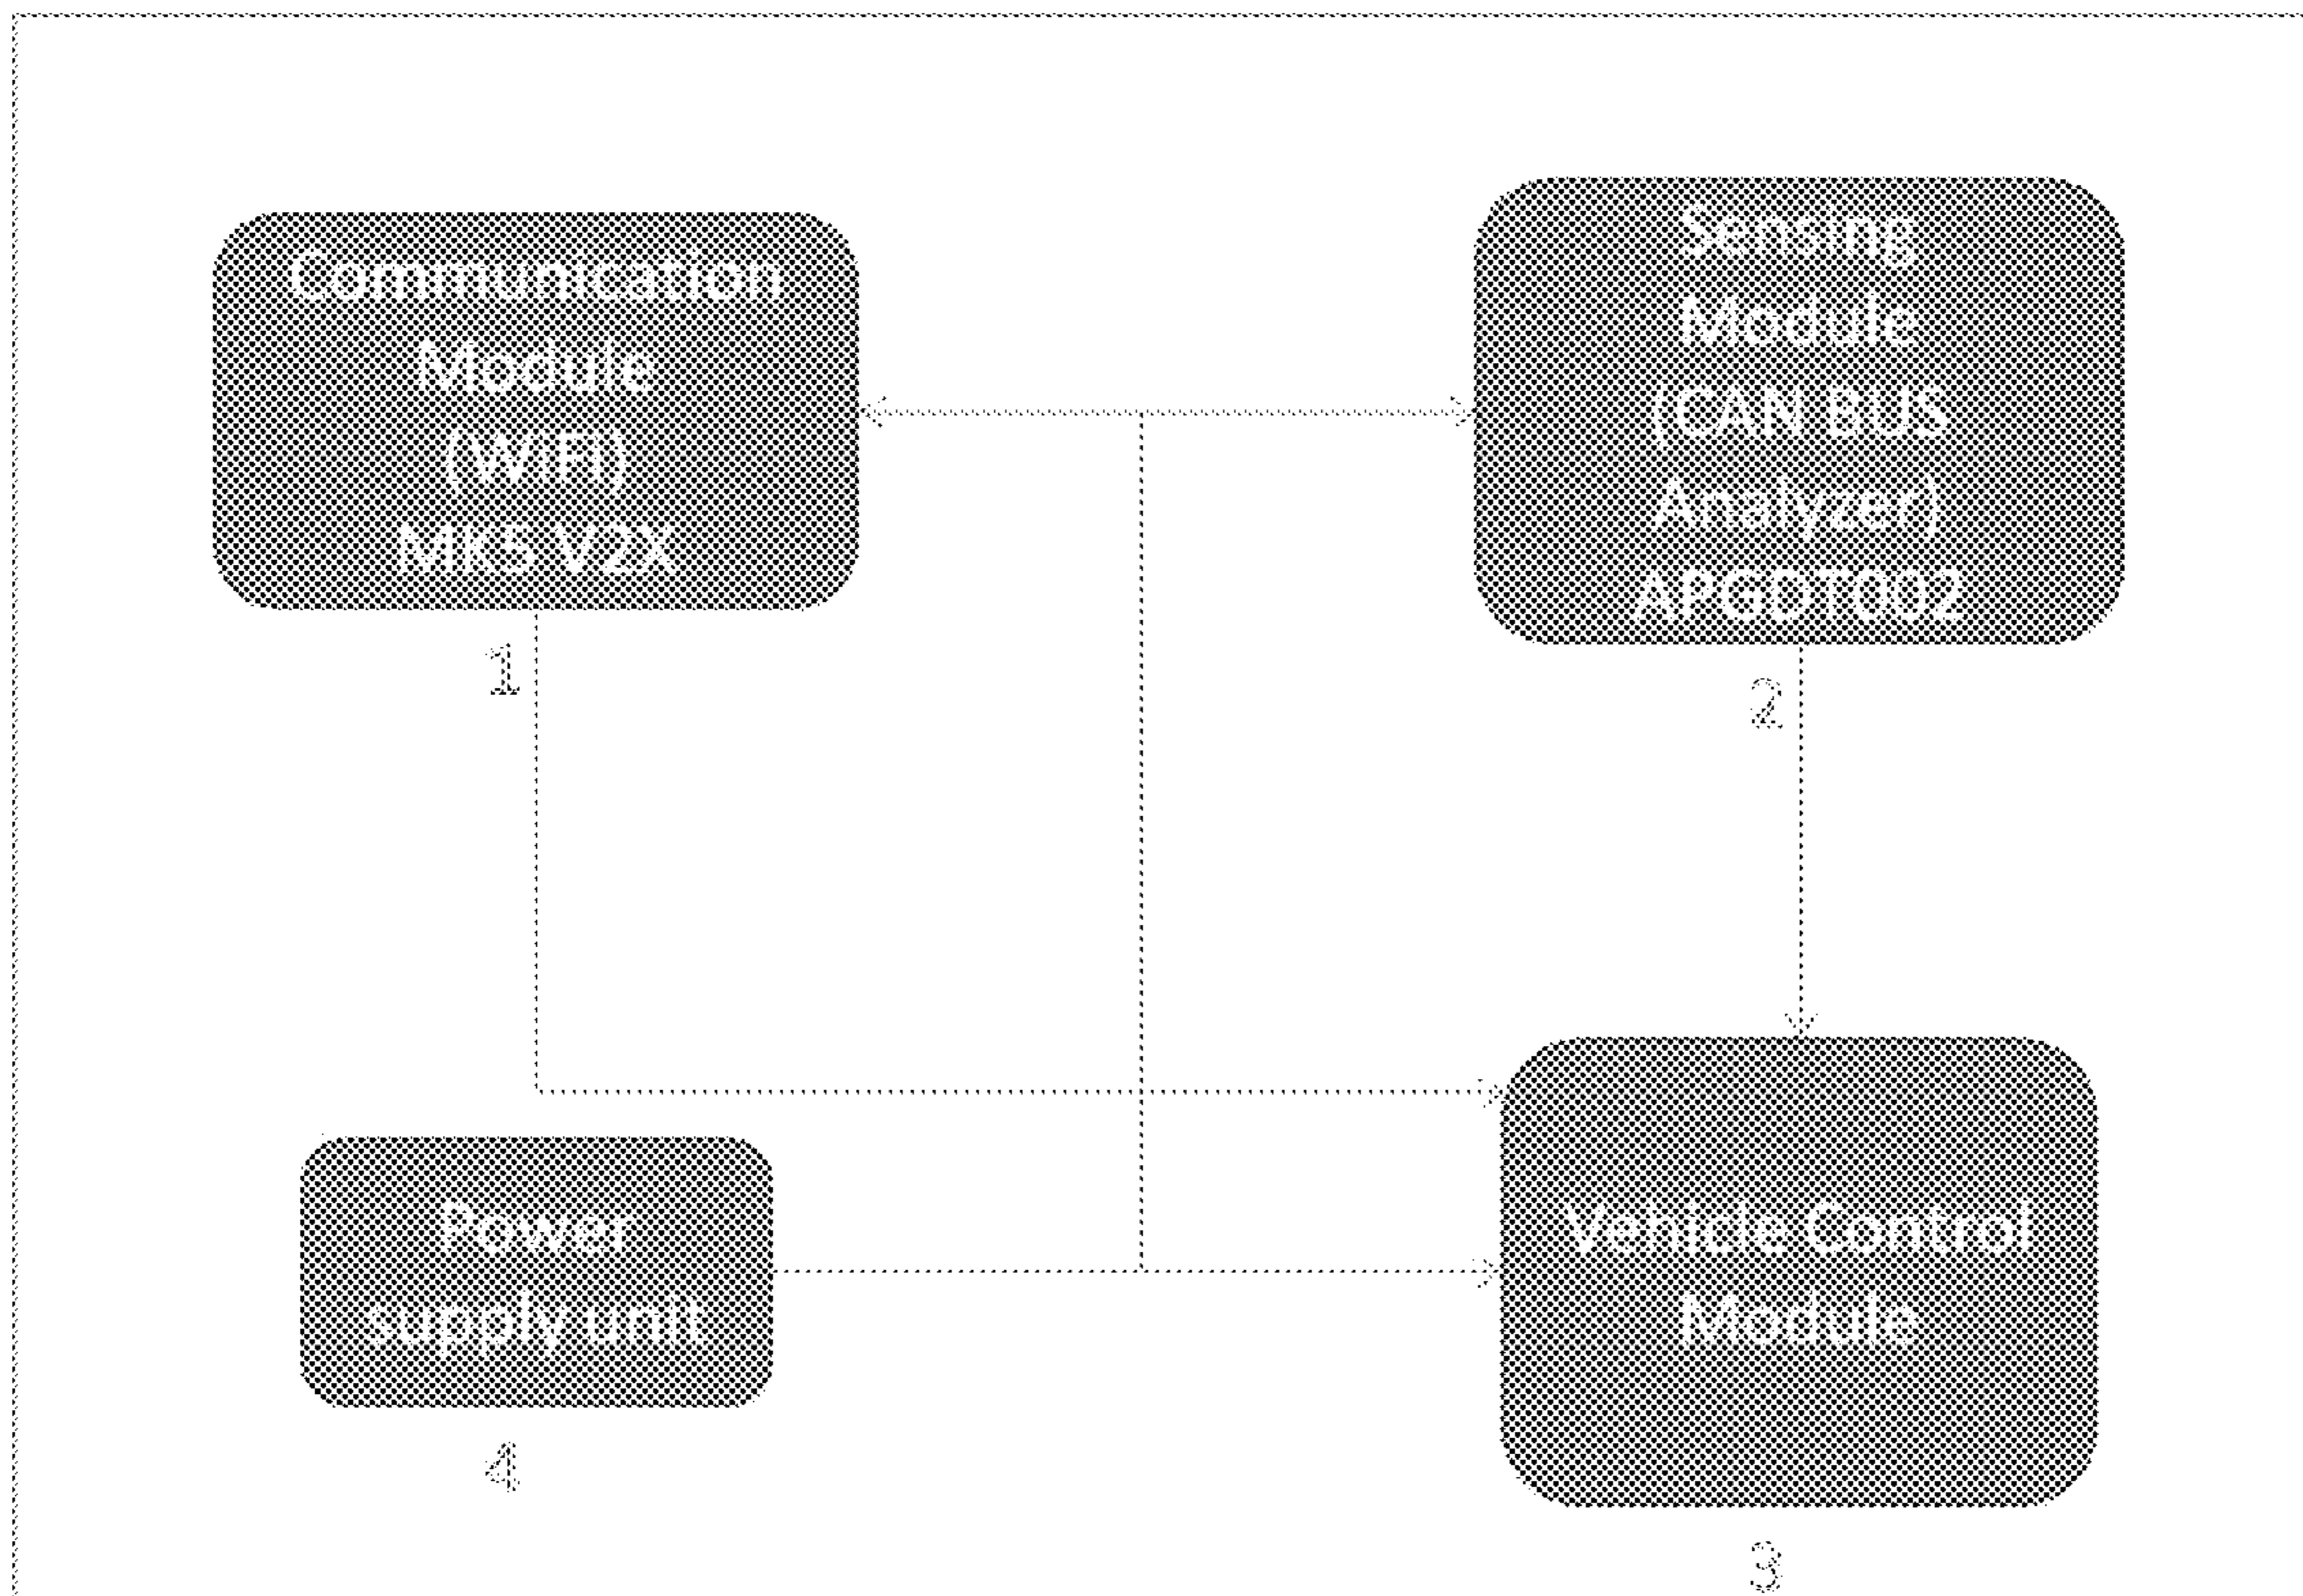 Communication
Module
(WiFi)
MK5 V2X
1
Sensing
Module
(CAN BUS
Analyzer)
APGDT002
2
Power
supply unit
4
Vehicle Control
Module
3